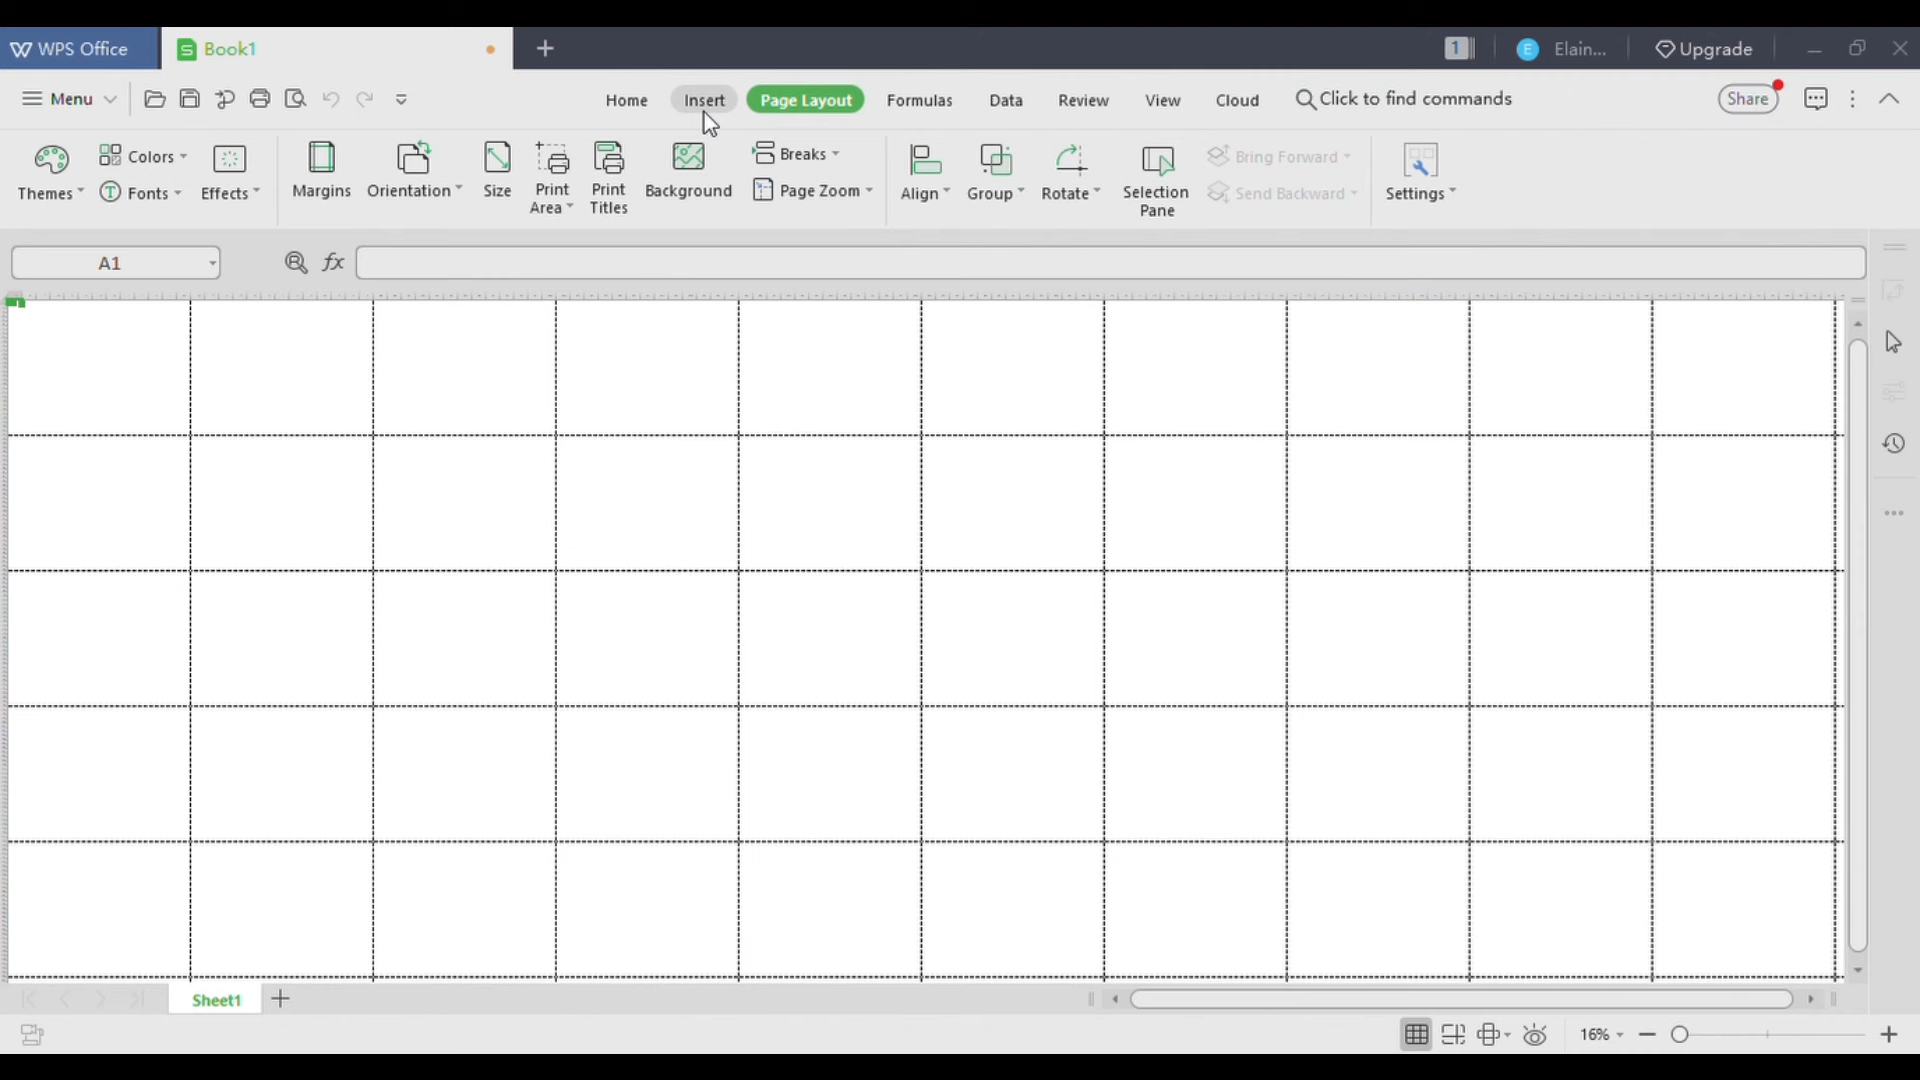 WPS Office
Book1
1
E
Elain...
Upgrade
Menu
Home
Insert
Page Layout
Formulas
Data
Review
View
Cloud
Click to find commands
Share
Themes
Colors
Fonts
Effects
Margins
Orientation
Size
Print
Area
Print
Titles
Background
Breaks
Page Zoom
Align
Group
Rotate
Selection
Pane
Bring Forward
Send Backward
Settings
A1
fx
Sheet1
16%